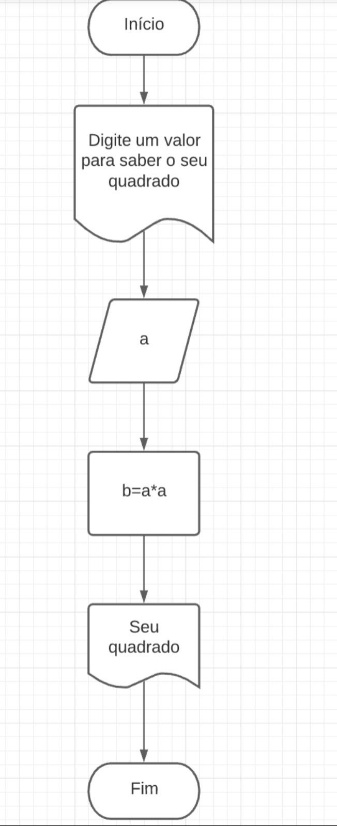 Início
Digite um valor
para saber o seu
quadrado
a
b=a*a
Seu
quadrado
Fim